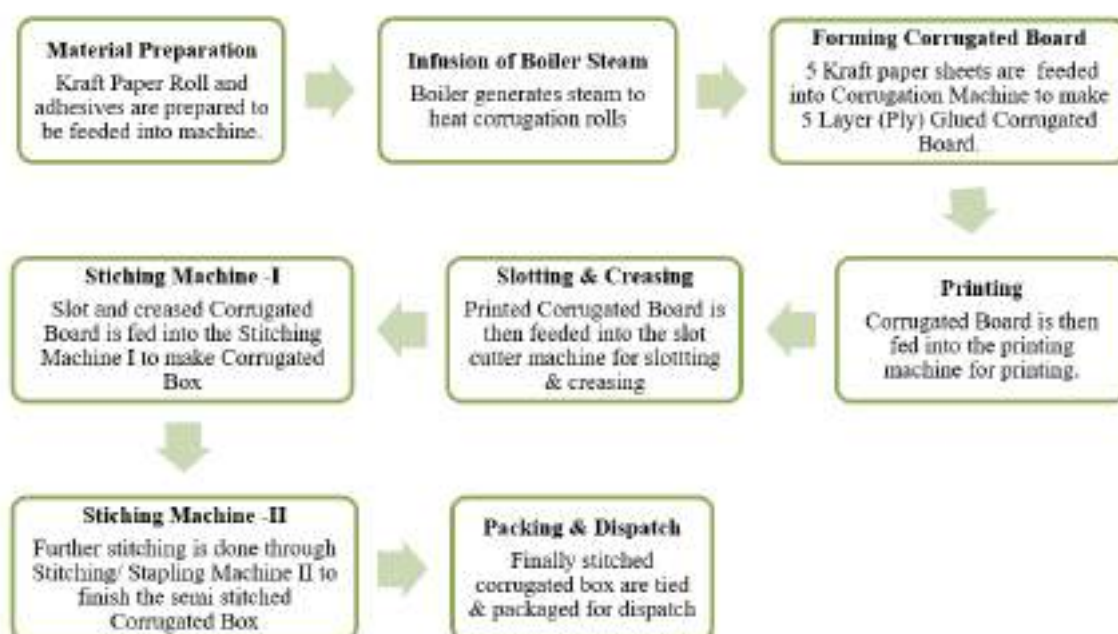 Material Preparation
Kraft Paper Roll and
adhesives are prepared to
be feeded into machine.
Infusion of Boiler Steam
Boiler generates steam to
heat corrugation rolls
Forming Corrugated Board
5 Kraft paper sheets are feeded
into Corrugation Machine to make
5 Layer (Ply) Glued Corrugated
Board.
Printing
Corrugated Board is then
fed into the printing
machine for printing.
Slotting & Creasing
Printed Corrugated Board is
then feeded into the slot
cutter machine for slottting
& creasing
Stiching Machine -I
Slot and creased Corrugated
Board is fed into the Stitching
Machine I to make Corrugated
Box
Stiching Machine -II
Further stitching is done through
Stitching/ Stapling Machine II to
finish the semi stitched
Corrugated Box
Packing & Dispatch
Finally stitched
corrugated box are tied
& packaged for dispatch